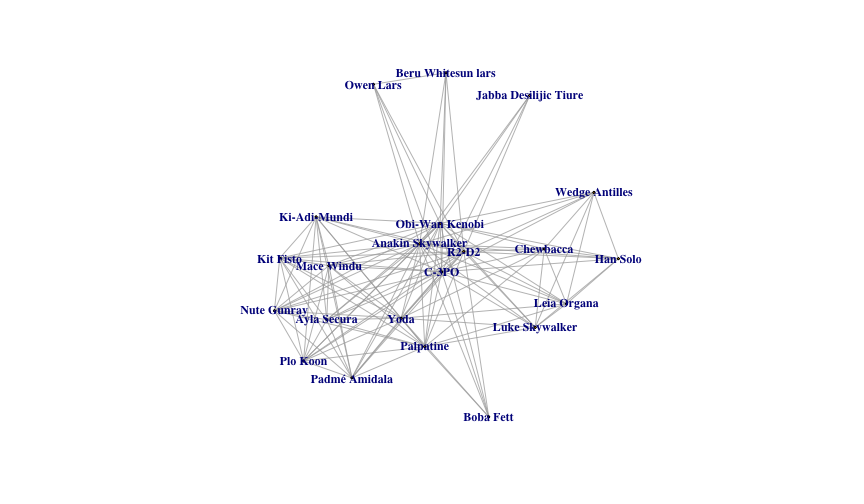 Beru Whitesun lars
Owen Lars
Jabba Desilijic Tiure
Wedge Antilles
Ki-Adi-Mundi
Obi-Wan Kenobi
Anakin Skywalker
R2-D2
Chewbacca
Kit Fisto
Mace Windu
Han Solo
C-3PO
Nute Gunray
Ayla Secura
Yoda
Leia Organa
Luke Skywalker
Palpatine
Plo Koon
Padmé Amidala
Boba Fett